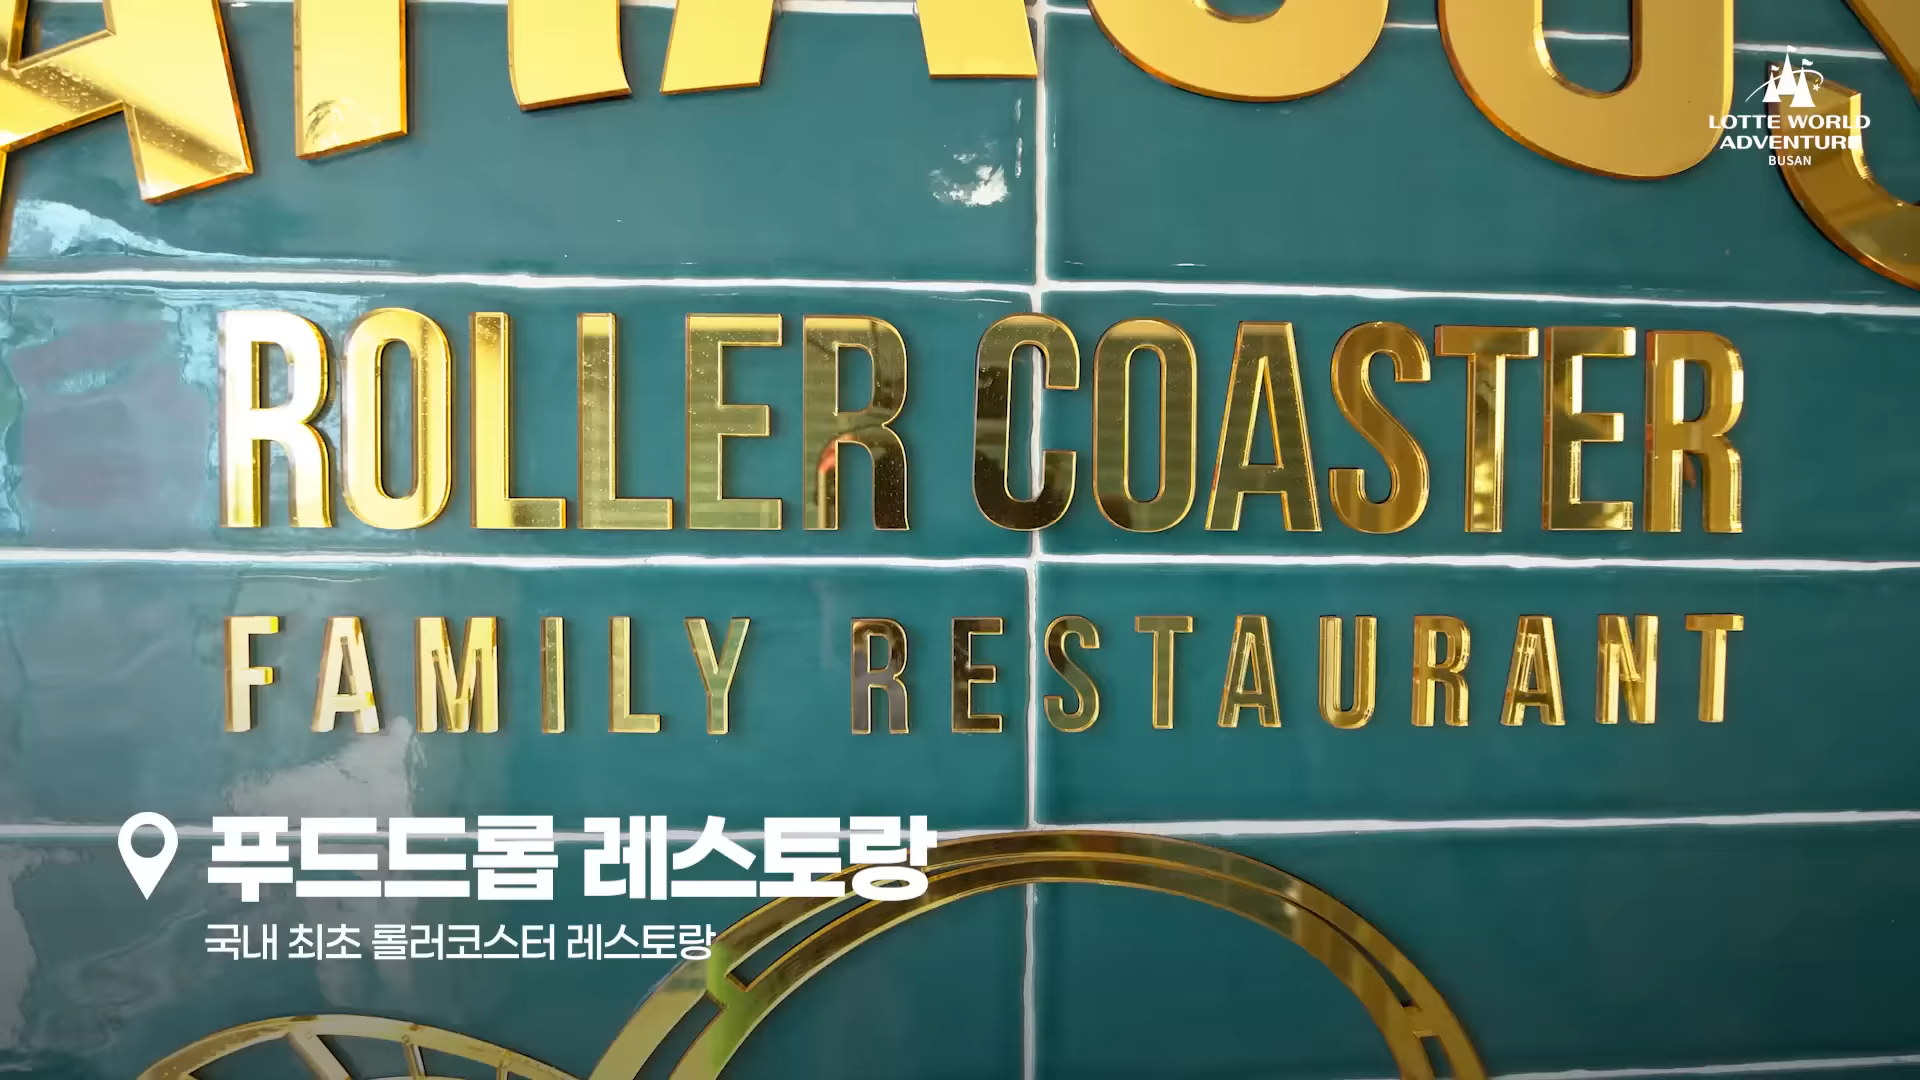 LOTTE WORLD
ADVENTURE
BUSAN
ROLLER COASTER
FAMILY RESTAURANT
푸드드롭 레스토랑
국내 최초 롤러코스터 레스토랑